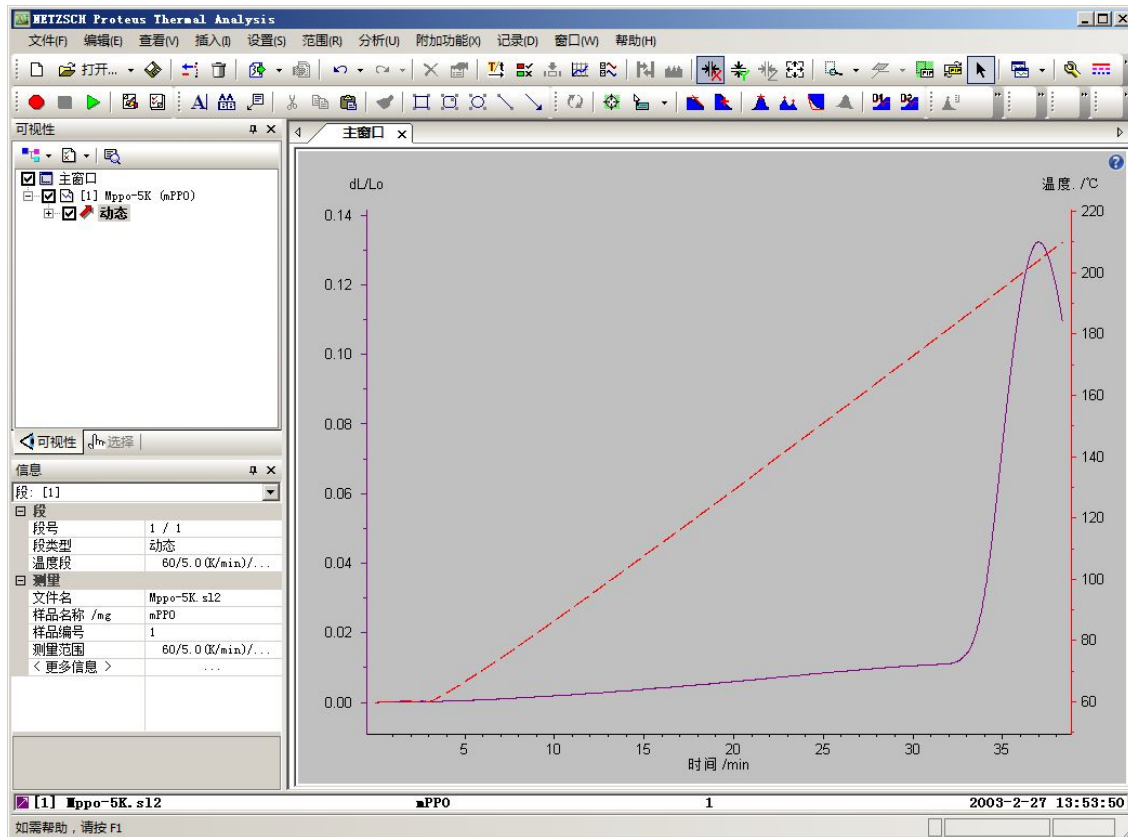 NETZSCH Proteus Thermal Analysis
文件(F) 编辑(E) 查看(V) 插入(I) 设置(S) 范围(R) 分析(U) 附加功能(X) 记录(D) 窗口(W) 帮助(H)
打开...
可视性
主窗口
[1] Mppo-5K (mPPO)
动态
可视性 选择
信息
段: [1]
段
段号 1 / 1
段类型 动态
温度段 60/5.0(K/min)/...
测量
文件名 Mppo-5K.sl2
样品名称 /mg mPPO
样品编号 1
测量范围 60/5.0(K/min)/...
< 更多信息 > ...
主窗口
dL/Lo
温度. /℃
0.14
0.12
0.10
0.08
0.06
0.04
0.02
0.00
220
200
180
160
140
120
100
80
60
5 10 15 20 25 30 35
时间 /min
[1] Mppo-5K.sl2 mPPO 1 2003-2-27 13:53:50
如需帮助，请按 F1